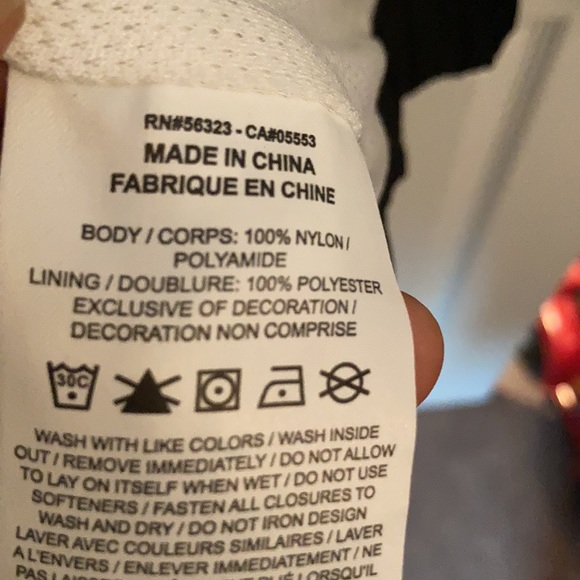 RN#56323 - CA#05553
MADE IN CHINA
FABRIQUE EN CHINE
BODY / CORPS: 100% NYLON /
POLYAMIDE
LINING / DOUBLURE: 100% POLYESTER
EXCLUSIVE OF DECORATION /
DECORATION NON COMPRISE
30C
WASH WITH LIKE COLORS / WASH INSIDE
OUT / REMOVE IMMEDIATELY / DO NOT ALLOW
TO LAY ON ITSELF WHEN WET / DO NOT USE
SOFTENERS / FASTEN ALL CLOSURES TO
WASH AND DRY / DO NOT IRON DESIGN
LAVER AVEC COULEURS SIMILAIRES / LAVER
A L'ENVERS / ENLEVER IMMEDIATEMENT / NE
PAS LORSQU'IL